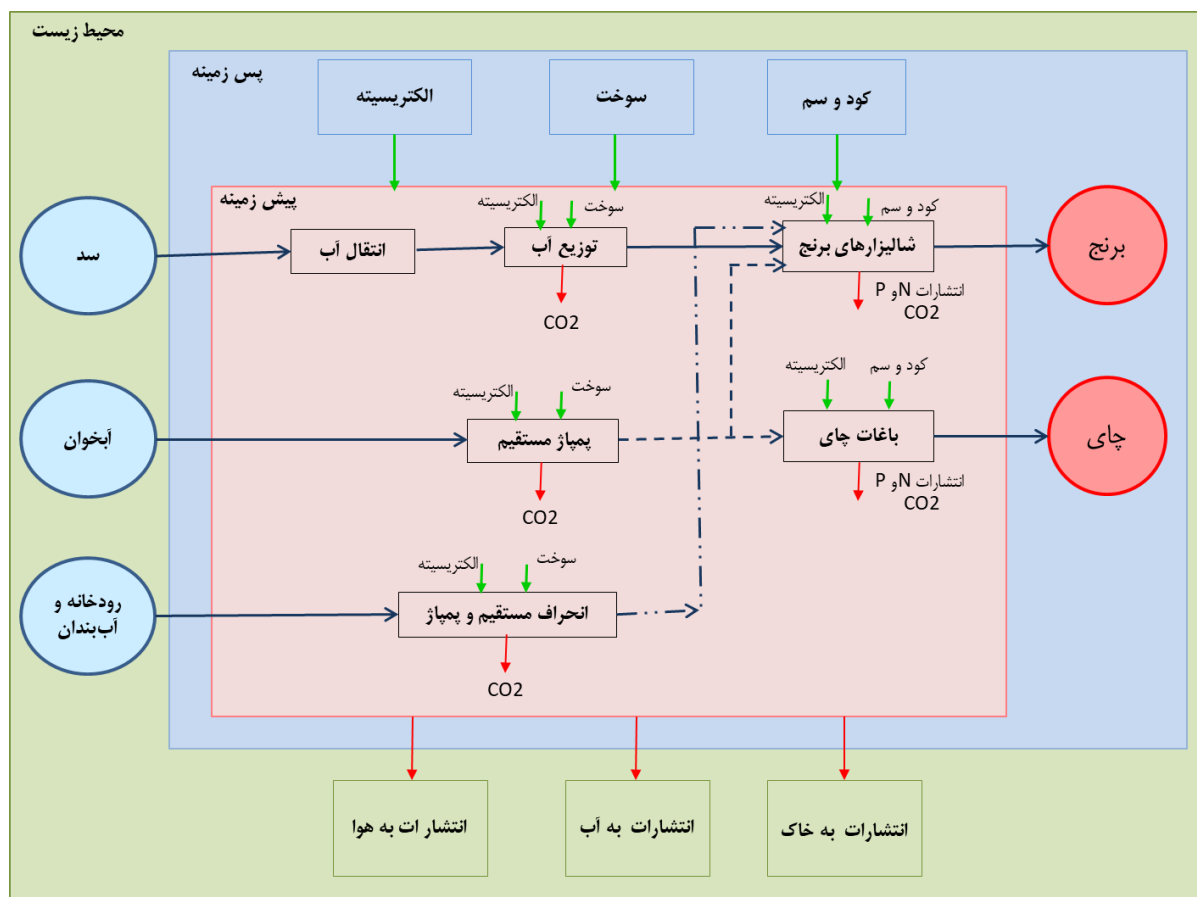 محیط زیست
پس زمینه
الکتریسیته
سوخت
کود و سم
پیش زمینه
الکتریسیته
سوخت
الکتریسیته
کود و سم
سد
انتقال آب
توزیع آب
شالیزارهای برنج
برنج
CO2
انتشارات N و P
CO2
الکتریسیته
سوخت
الکتریسیته
کود و سم
آبخوان
پمپاژ مستقیم
باغات چای
چای
CO2
انتشارات N و P
CO2
الکتریسیته
سوخت
رودخانه و
آب‌بندان
انحراف مستقیم و پمپاژ
CO2
انتشار ات به هوا
انتشارات به آب
انتشارات به خاک